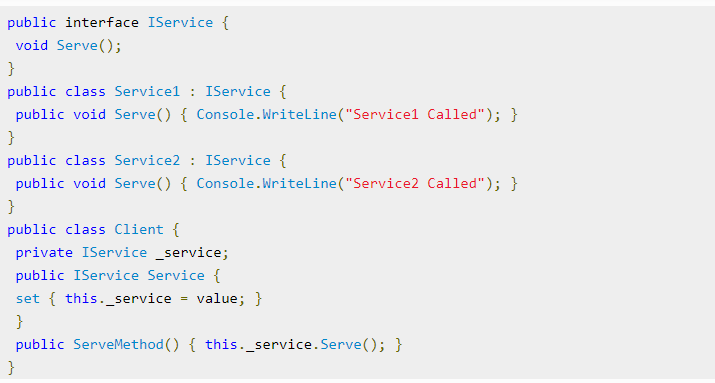 public interface IService {
void Serve();
}
public class Service1 : IService {
public void Serve() { Console.WriteLine("Service1 Called"); }
}
public class Service2 : IService {
public void Serve() { Console.WriteLine("Service2 Called"); }
}
public class Client {
private IService _service;
public IService Service {
set { this._service = value; }
}
public ServeMethod() { this._service.Serve(); }
}